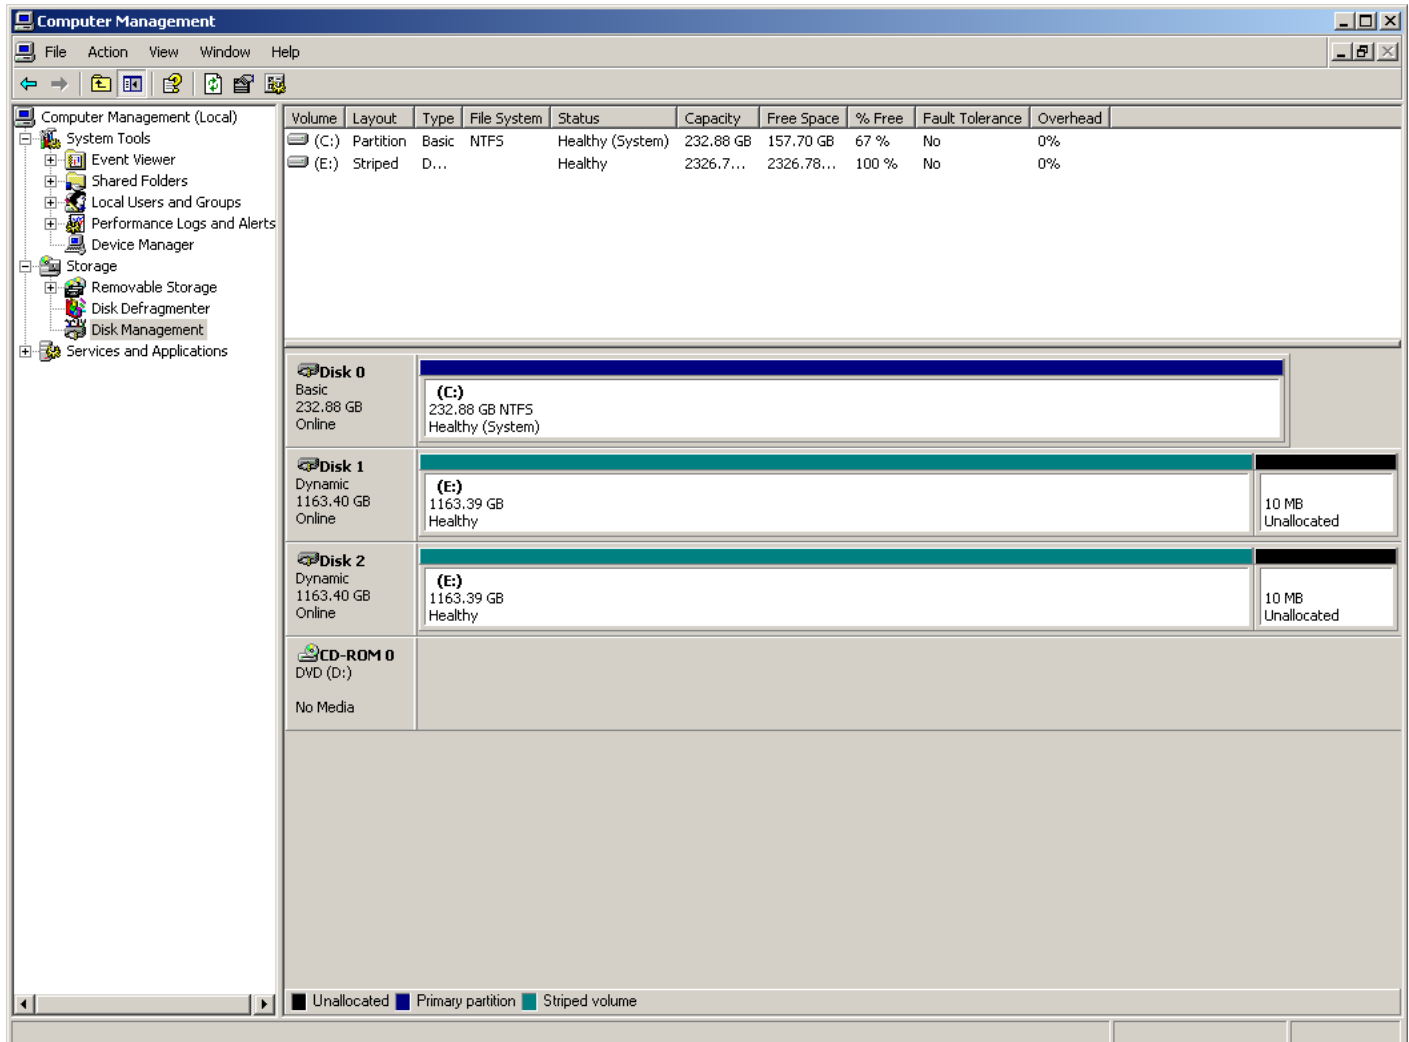 Computer Management
File Action View Window Help
Computer Management (Local)
System Tools
Event Viewer
Shared Folders
Local Users and Groups
Performance Logs and Alerts
Device Manager
Storage
Removable Storage
Disk Defragmenter
Disk Management
Services and Applications
Volume Layout Type File System Status Capacity Free Space % Free Fault Tolerance Overhead
(C:) Partition Basic NTFS Healthy (System) 232.88 GB 157.70 GB 67 % No 0%
(E:) Striped D... Healthy 2326.7... 2326.78... 100 % No 0%
Disk 0
Basic
232.88 GB
Online
(C:)
232.88 GB NTFS
Healthy (System)
Disk 1
Dynamic
1163.40 GB
Online
(E:)
1163.39 GB
Healthy
10 MB
Unallocated
Disk 2
Dynamic
1163.40 GB
Online
(E:)
1163.39 GB
Healthy
10 MB
Unallocated
CD-ROM 0
DVD (D:)
No Media
Unallocated Primary partition Striped volume